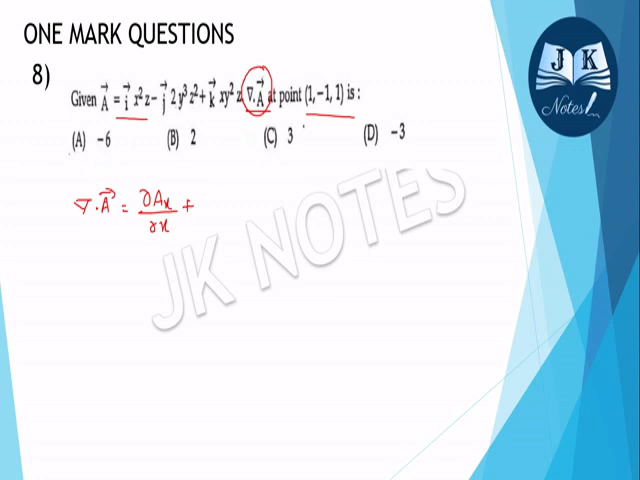 ONE MARK QUESTIONS
8)
Given A⃗ = i⃗ x²z − j⃗ 2y³z² + k⃗ xy²z ∇.A⃗ at point (1, −1, 1) is :
(A) −6 (B) 2 (C) 3 (D) −3
∇.A⃗ = ∂Aₓ/∂x +
JK NOTES
JK
Notes